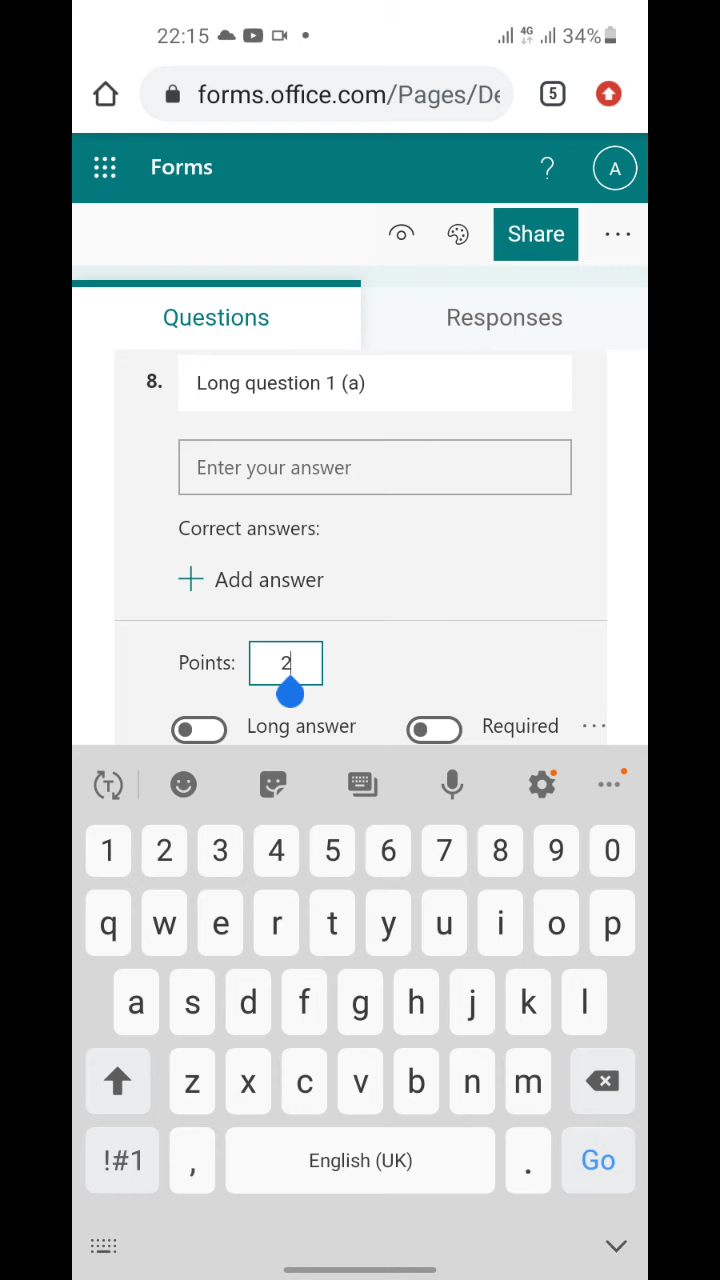 22:15 4G 34%
forms.office.com/Pages/De 5
Forms ? A
Share ...
Questions Responses
8. Long question 1 (a)
Enter your answer
Correct answers:
+ Add answer
Points: 2
Long answer Required ...
1 2 3 4 5 6 7 8 9 0
q w e r t y u i o p
a s d f g h j k l
z x c v b n m
!#1 , English (UK) . Go